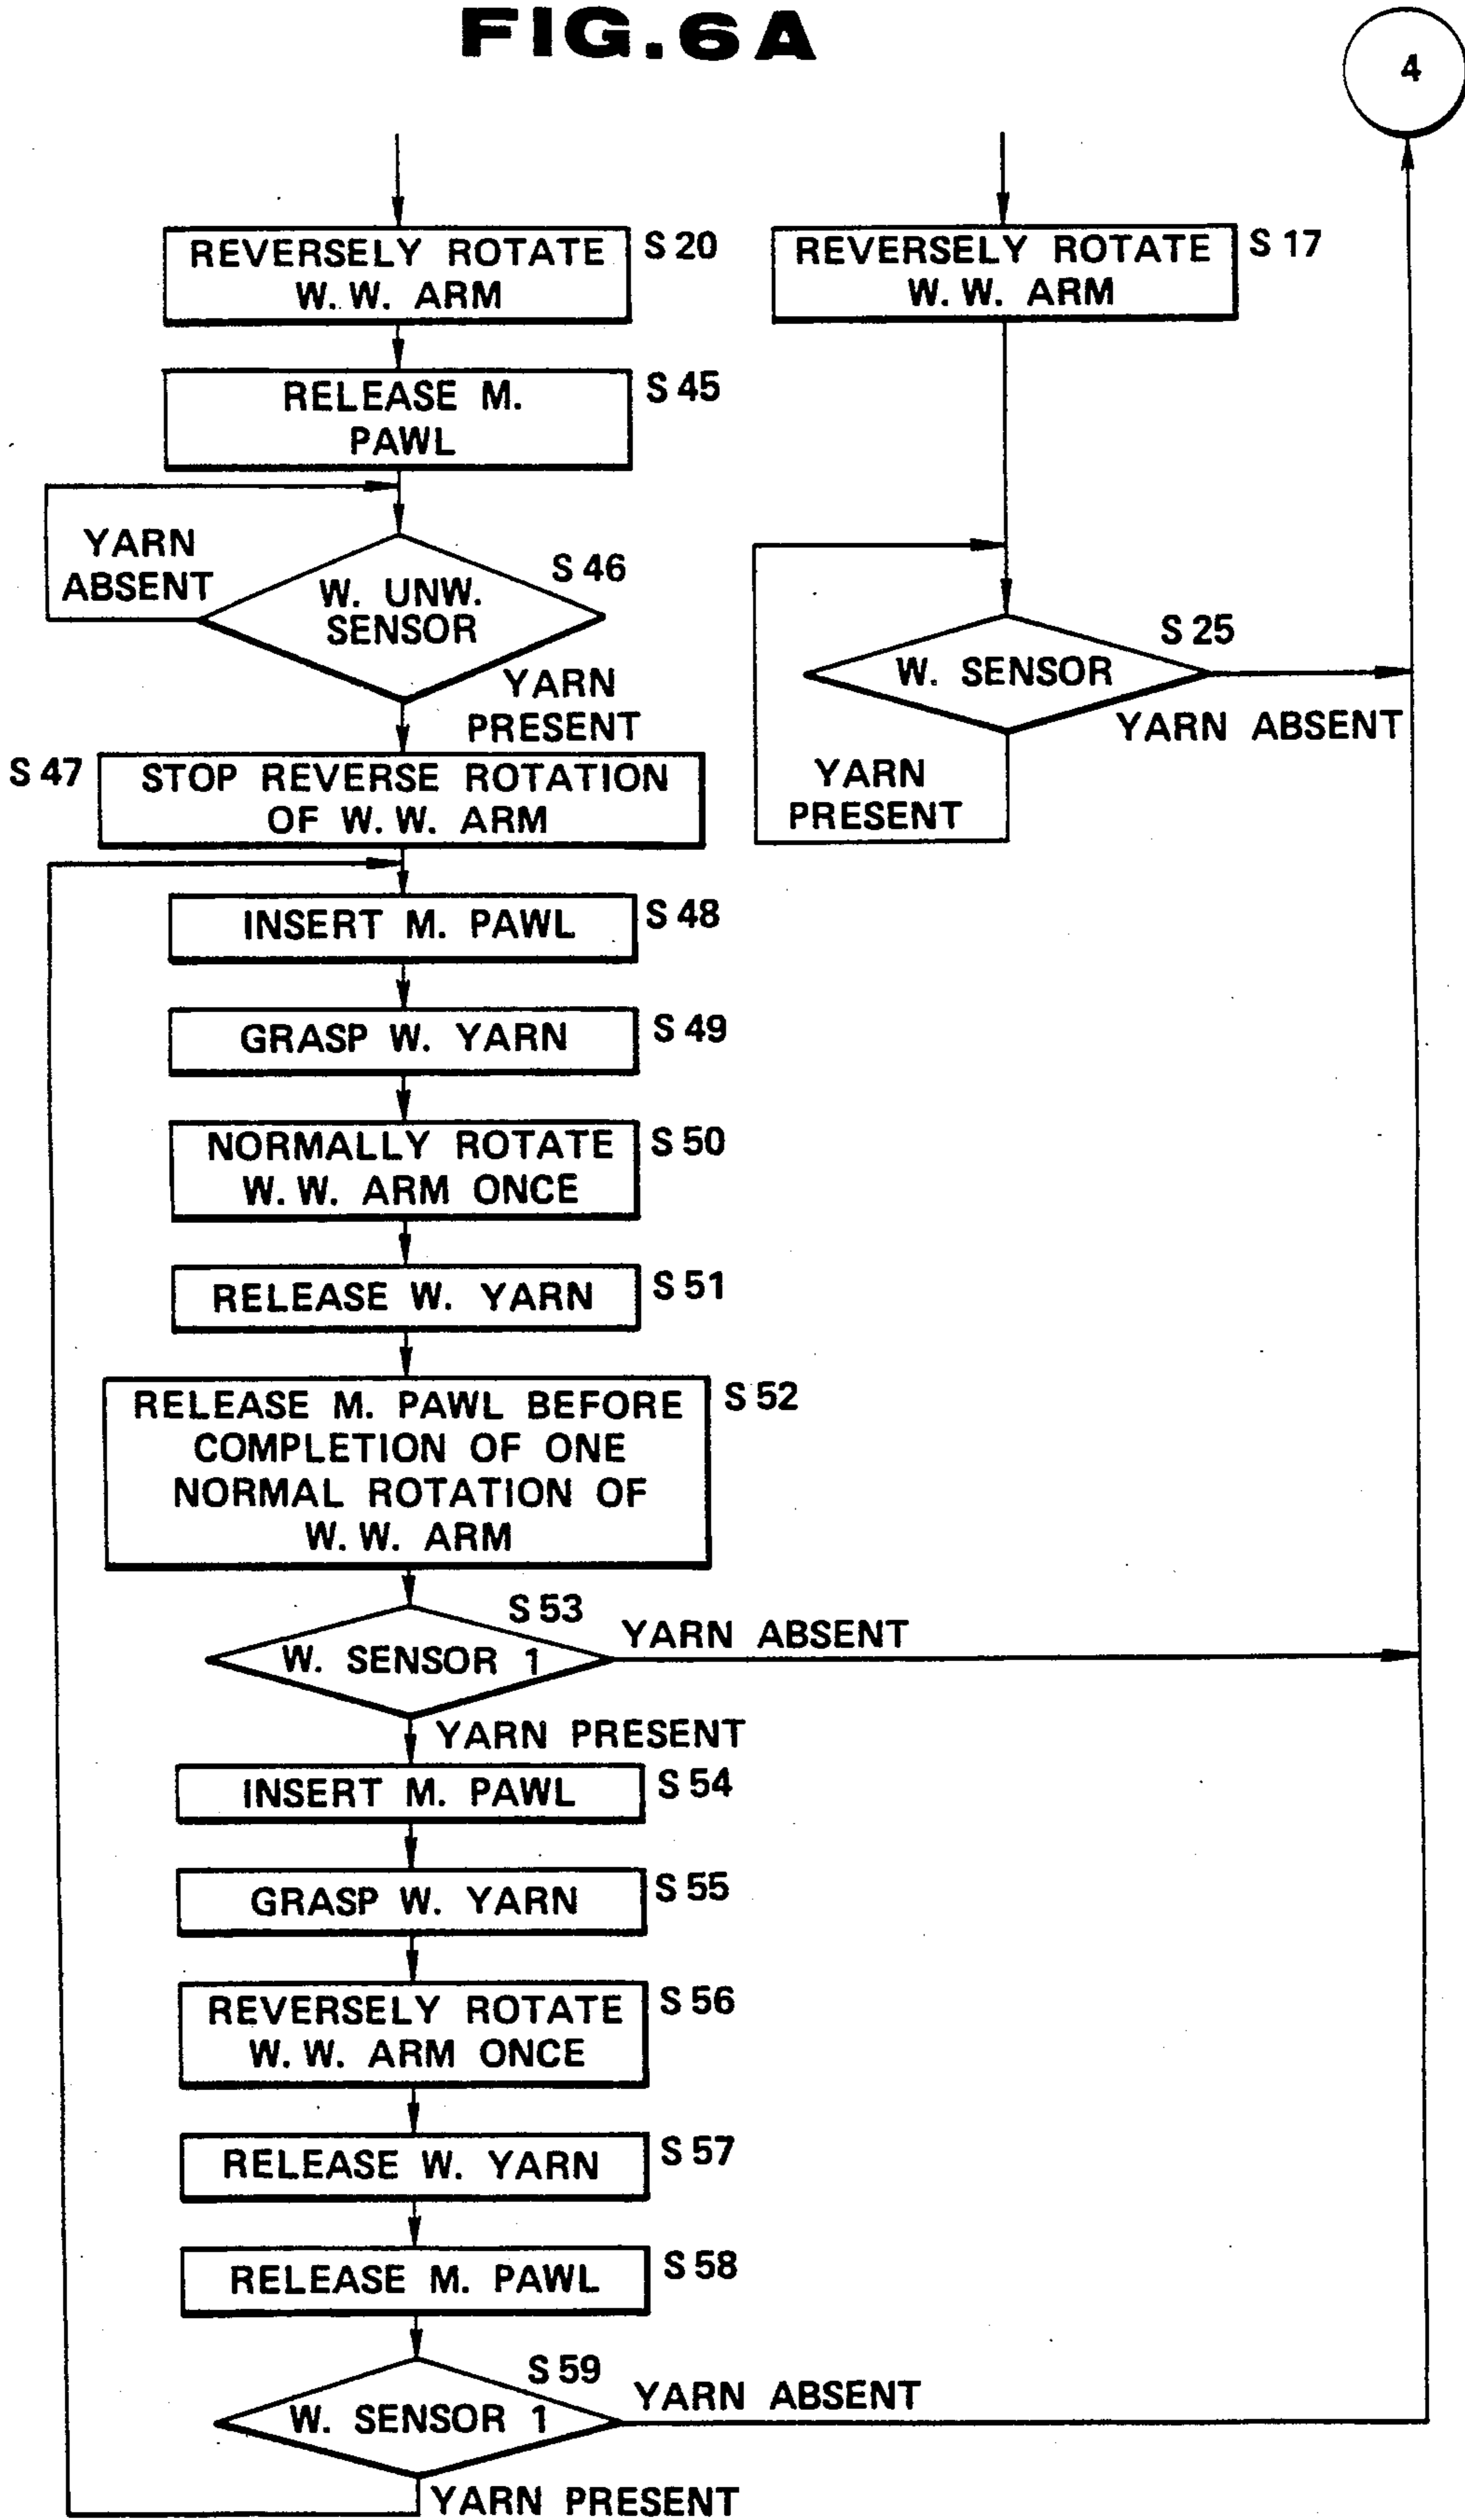 FIG.6A
4
REVERSELY ROTATE
W.W. ARM
S 20
RELEASE M.
PAWL
S 45
YARN
ABSENT
W. UNW.
SENSOR
S 46
YARN
PRESENT
S 47
STOP REVERSE ROTATION
OF W.W. ARM
INSERT M. PAWL
S 48
GRASP W. YARN
S 49
NORMALLY ROTATE
W.W. ARM ONCE
S 50
RELEASE W. YARN
S 51
RELEASE M. PAWL BEFORE
COMPLETION OF ONE
NORMAL ROTATION OF
W.W. ARM
S 52
S 53
W. SENSOR 1
YARN ABSENT
YARN PRESENT
INSERT M. PAWL
S 54
GRASP W. YARN
S 55
REVERSELY ROTATE
W.W. ARM ONCE
S 56
RELEASE W. YARN
S 57
RELEASE M. PAWL
S 58
S 59
W. SENSOR 1
YARN ABSENT
YARN PRESENT
REVERSELY ROTATE
W.W. ARM
S 17
S 25
W. SENSOR
YARN ABSENT
YARN
PRESENT